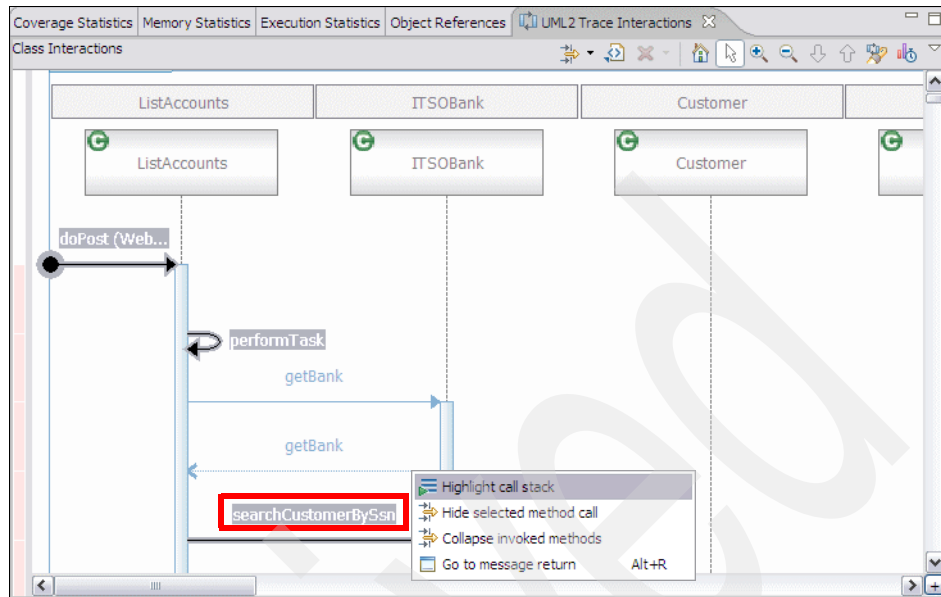 Coverage Statistics Memory Statistics Execution Statistics Object References UML2 Trace Interactions
Class Interactions
ListAccounts ITSOBank Customer
C C C C
ListAccounts ITSOBank Customer
doPost (Web...
performTask
getBank
getBank
Highlight call stack
searchCustomerBySsn
Hide selected method call
Collapse invoked methods
Go to message return Alt+R